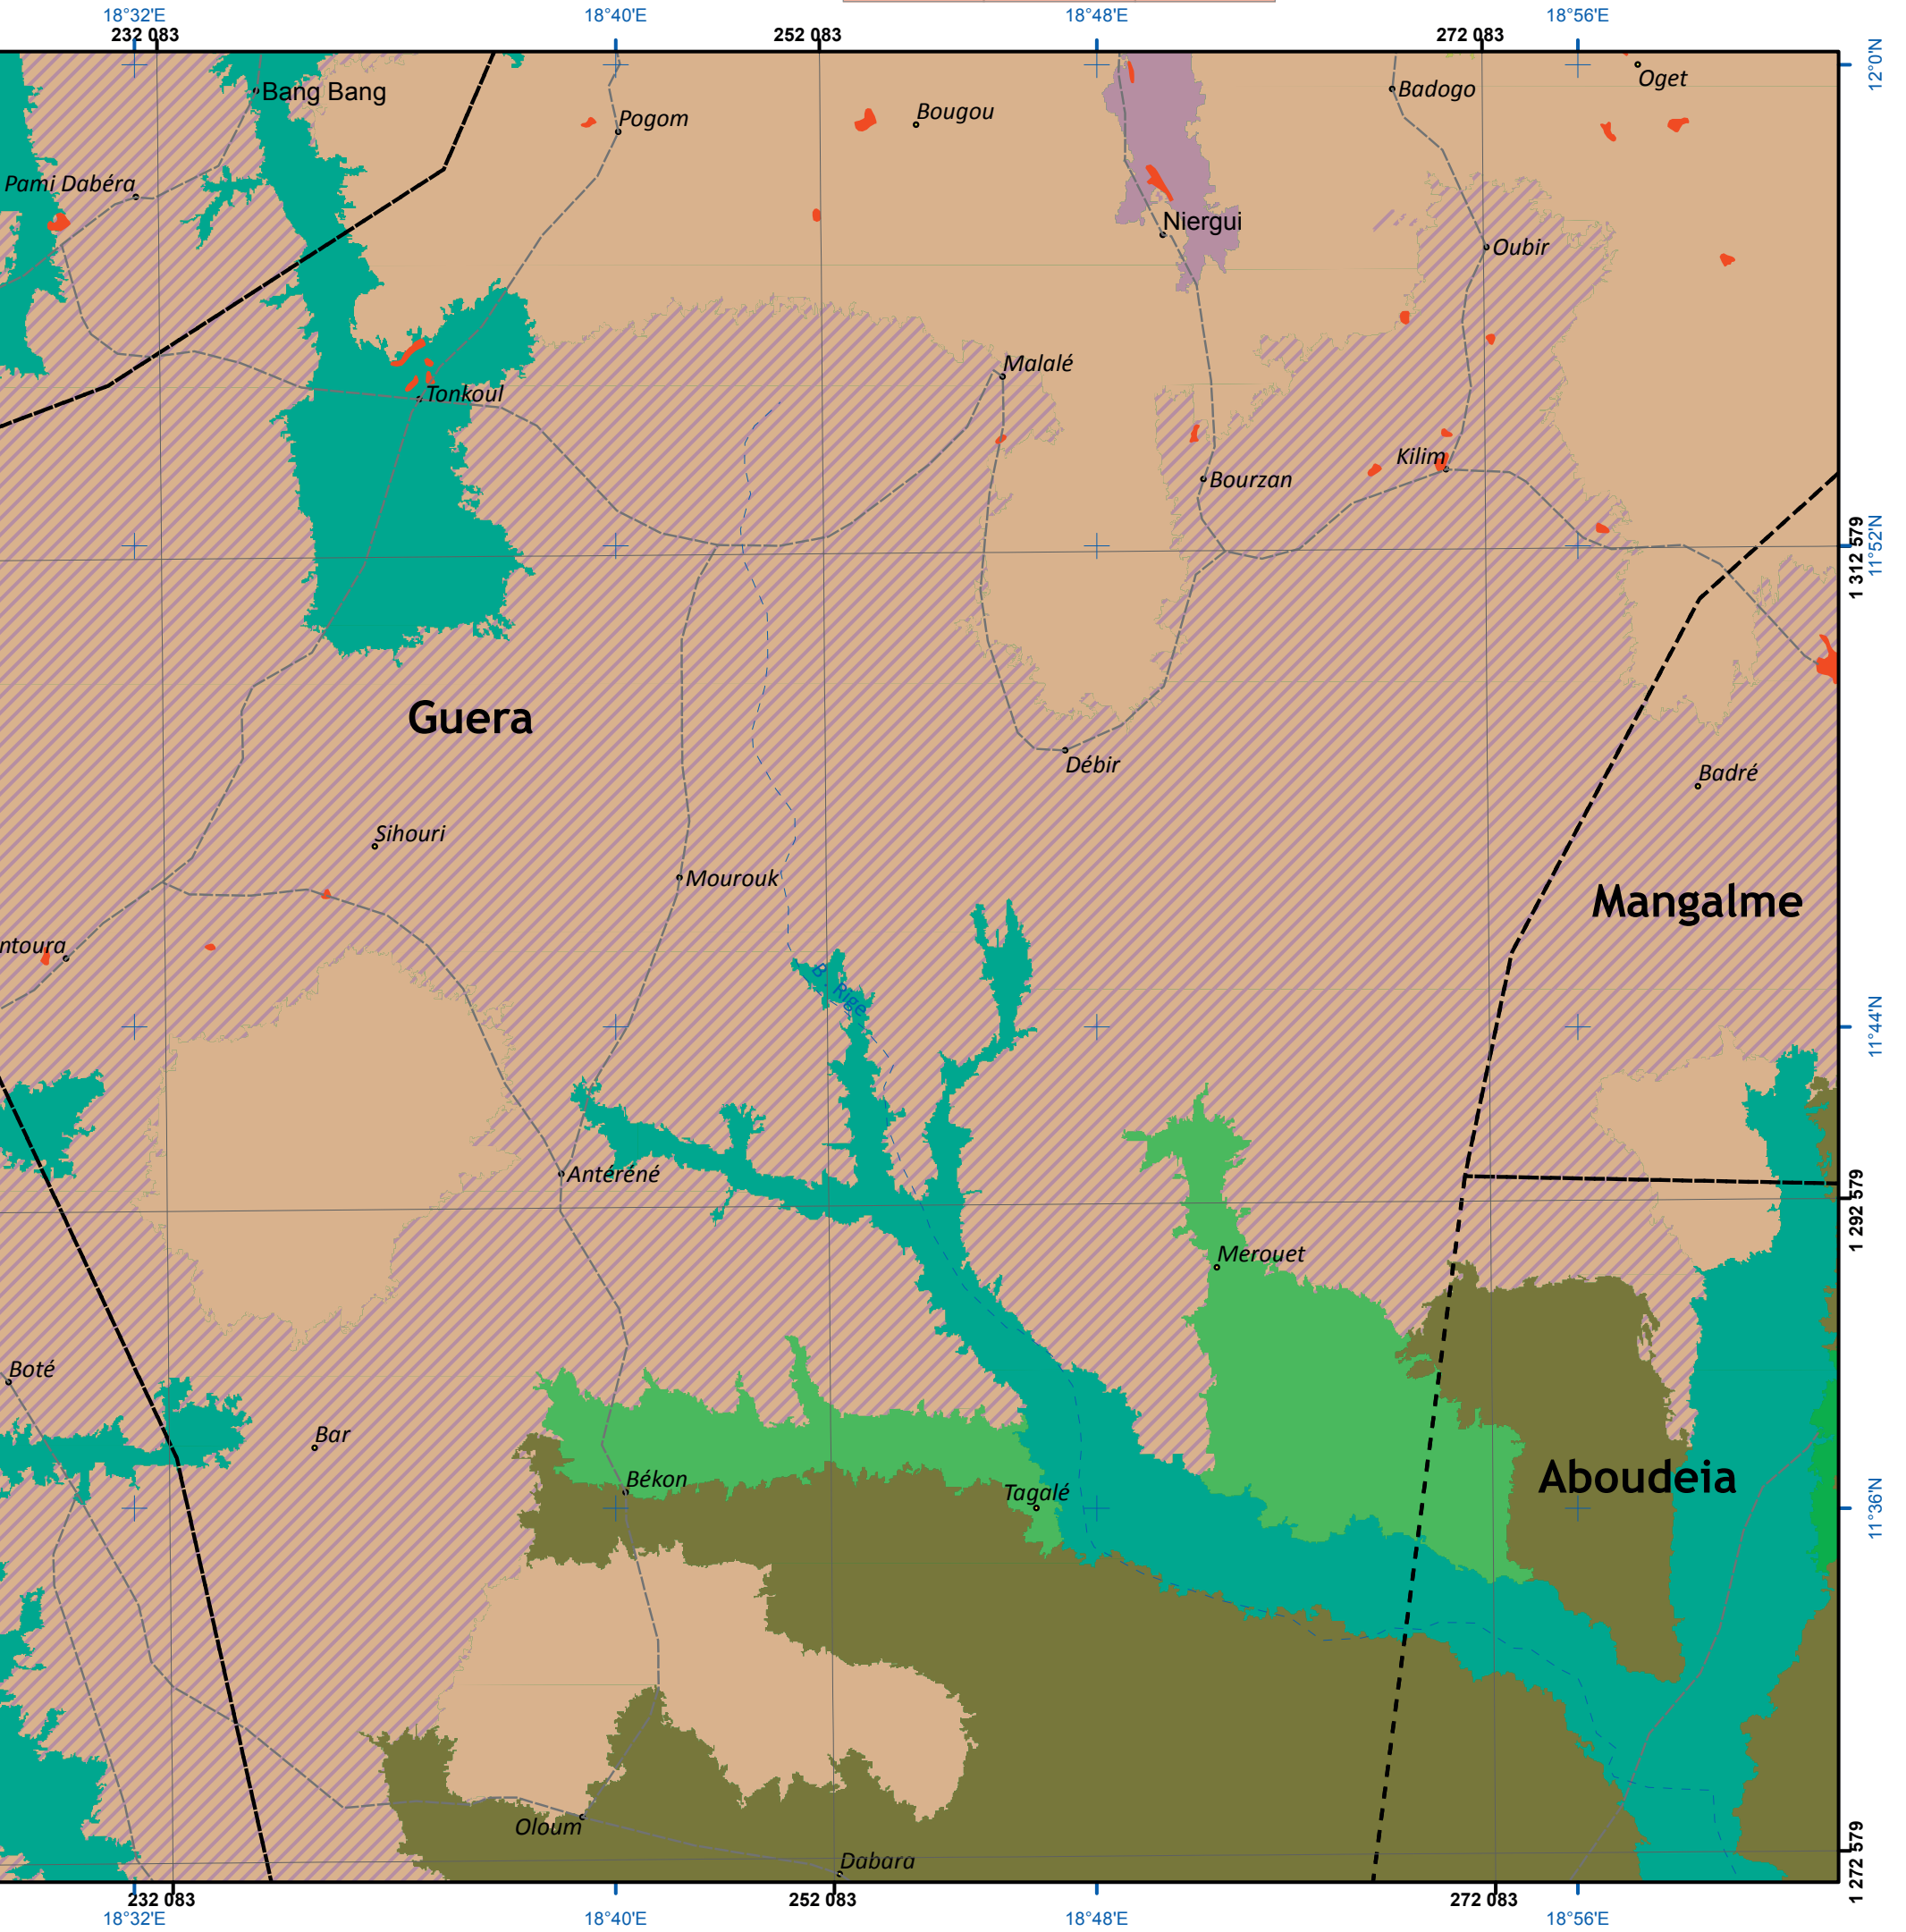 18°32'E 18°40'E 18°48'E 18°56'E
232 083 252 083 272 083
12°0'N
Oget
Bang Bang
Badogo
Bougou
Pogom
Pami Dabéra
Niergui
Oubir
Malalé
Tonkoul
Kilim
Bourzan
1 312 579
11°52'N
Guera
Débir
Badré
Sihouri
Mourouk
Mangalme
ntoura
B. Rige
11°44'N
Antéréné
1 292 579
Merouet
Boté
Bar
Békon
Aboudeia
Tagalé
11°36'N
Oloum
Dabara
1 272 579
232 083 252 083 272 083
18°32'E 18°40'E 18°48'E 18°56'E